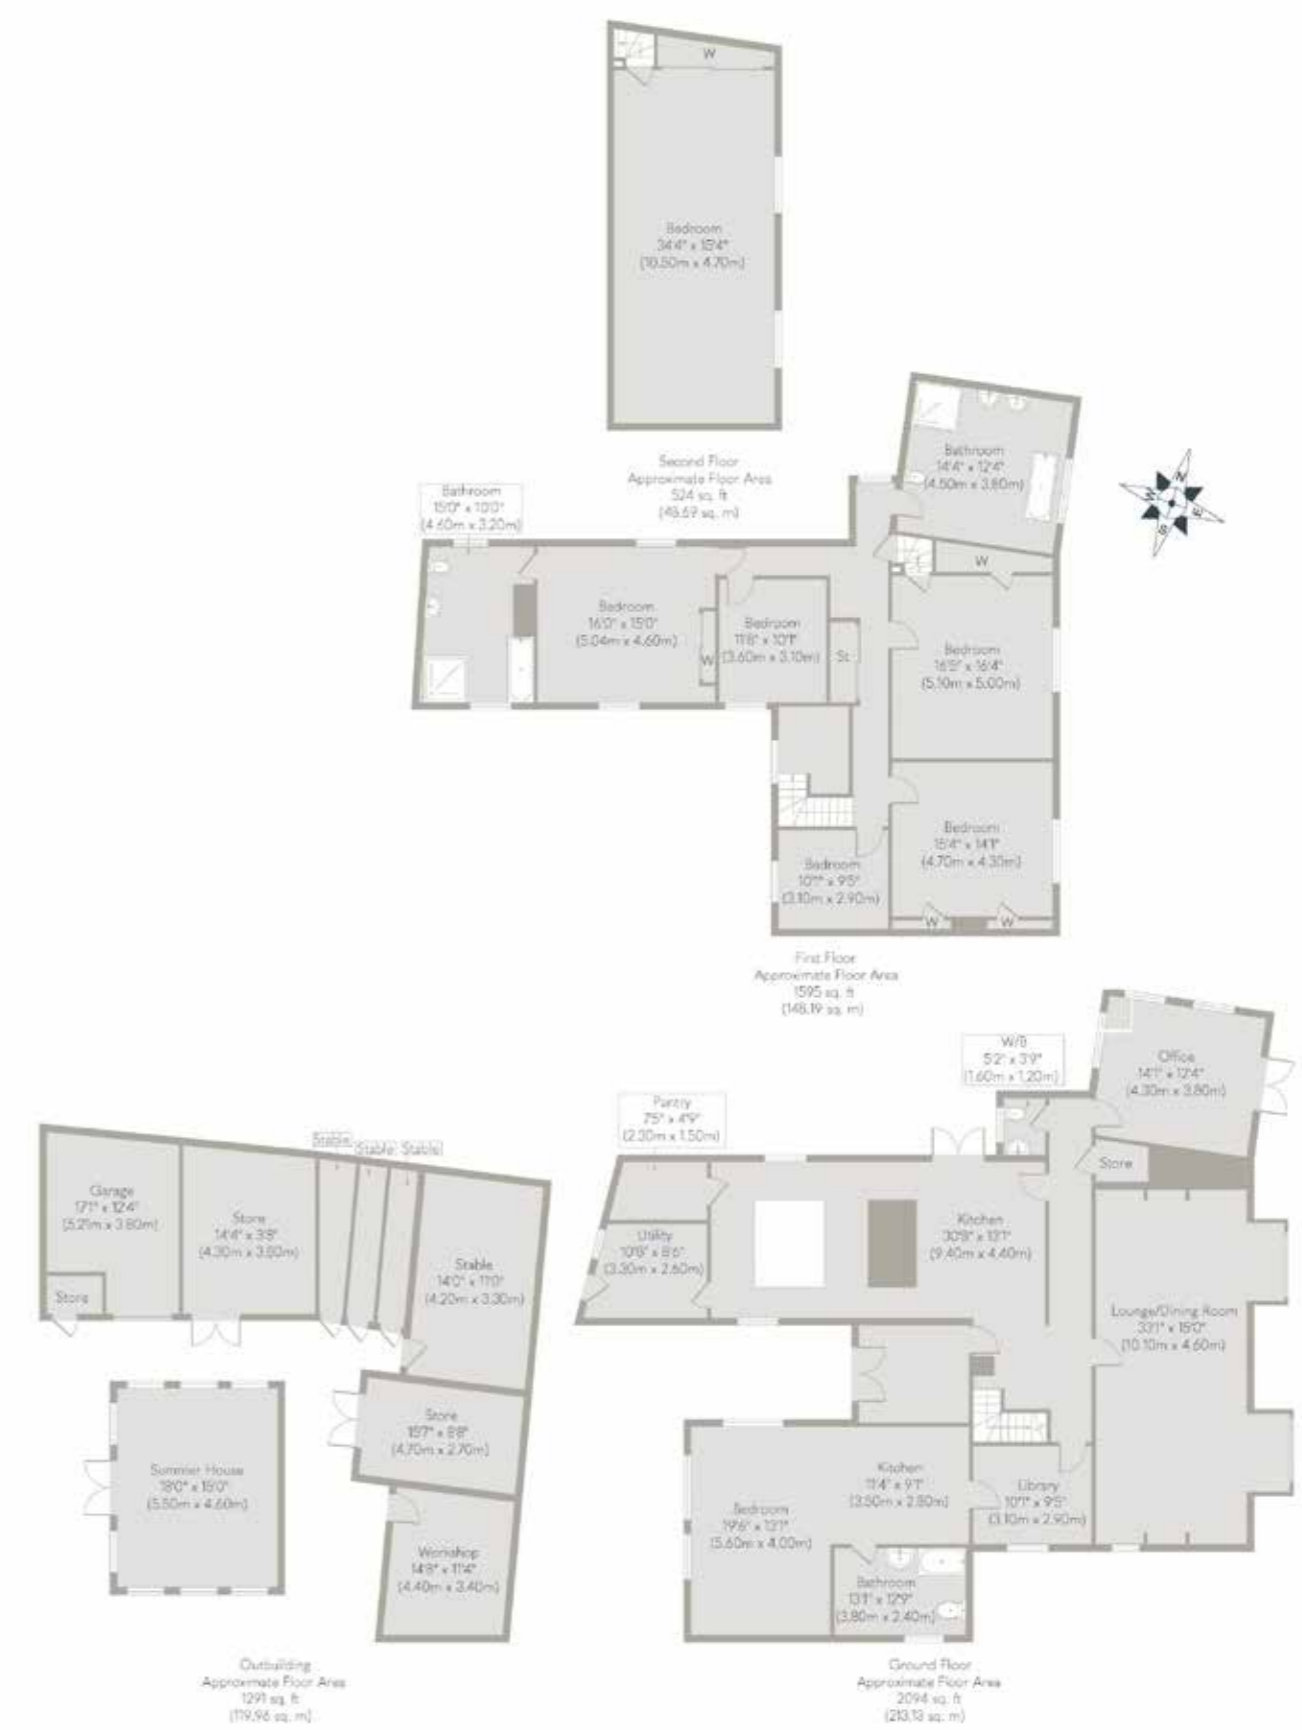 W
Bedroom
34'4" x 15'4"
(10.50m x 4.70m)
Second Floor
Approximate Floor Area
524 sq. ft
(48.69 sq. m)
Bathroom
14'4" x 12'4"
(4.50m x 3.80m)
N
W
E
S
Bathroom
15'0" x 10'0"
(4.60m x 3.20m)
W
Bedroom
16'0" x 15'0"
(5.04m x 4.60m)
W
Bedroom
11'8" x 10'1"
(3.60m x 3.10m)
St.
Bedroom
16'5" x 16'4"
(5.10m x 5.00m)
Bedroom
15'4" x 14'1"
(4.70m x 4.30m)
Bedroom
10'1" x 9'5"
(3.10m x 2.90m)
W
W
First Floor
Approximate Floor Area
1595 sq. ft
(148.19 sq. m)
W/B
5'2" x 3'9"
(1.60m x 1.20m)
Office
14'1" x 12'4"
(4.30m x 3.80m)
Pantry
7'5" x 4'9"
(2.30m x 1.50m)
Store
Utility
10'8" x 8'6"
(3.30m x 2.60m)
Kitchen
30'8" x 13'1"
(9.40m x 4.40m)
Lounge/Dining Room
33'1" x 15'0"
(10.10m x 4.60m)
Kitchen
11'4" x 9'1"
(3.50m x 2.80m)
Library
10'1" x 9'5"
(3.10m x 2.90m)
Bedroom
19'6" x 13'1"
(5.60m x 4.00m)
Bathroom
13'1" x 12'9"
(3.80m x 2.40m)
Ground Floor
Approximate Floor Area
2094 sq. ft
(213.13 sq. m)
Stable
Stable
Stable
Garage
17'1" x 12'4"
(5.21m x 3.80m)
Store
14'4" x 3'8"
(4.30m x 3.80m)
Store
Stable
14'0" x 11'0"
(4.20m x 3.30m)
Store
15'7" x 8'8"
(4.70m x 2.70m)
Summer House
18'0" x 15'0"
(5.50m x 4.60m)
Workshop
14'8" x 11'4"
(4.40m x 3.40m)
Outbuilding
Approximate Floor Area
1291 sq. ft
(119.96 sq. m)